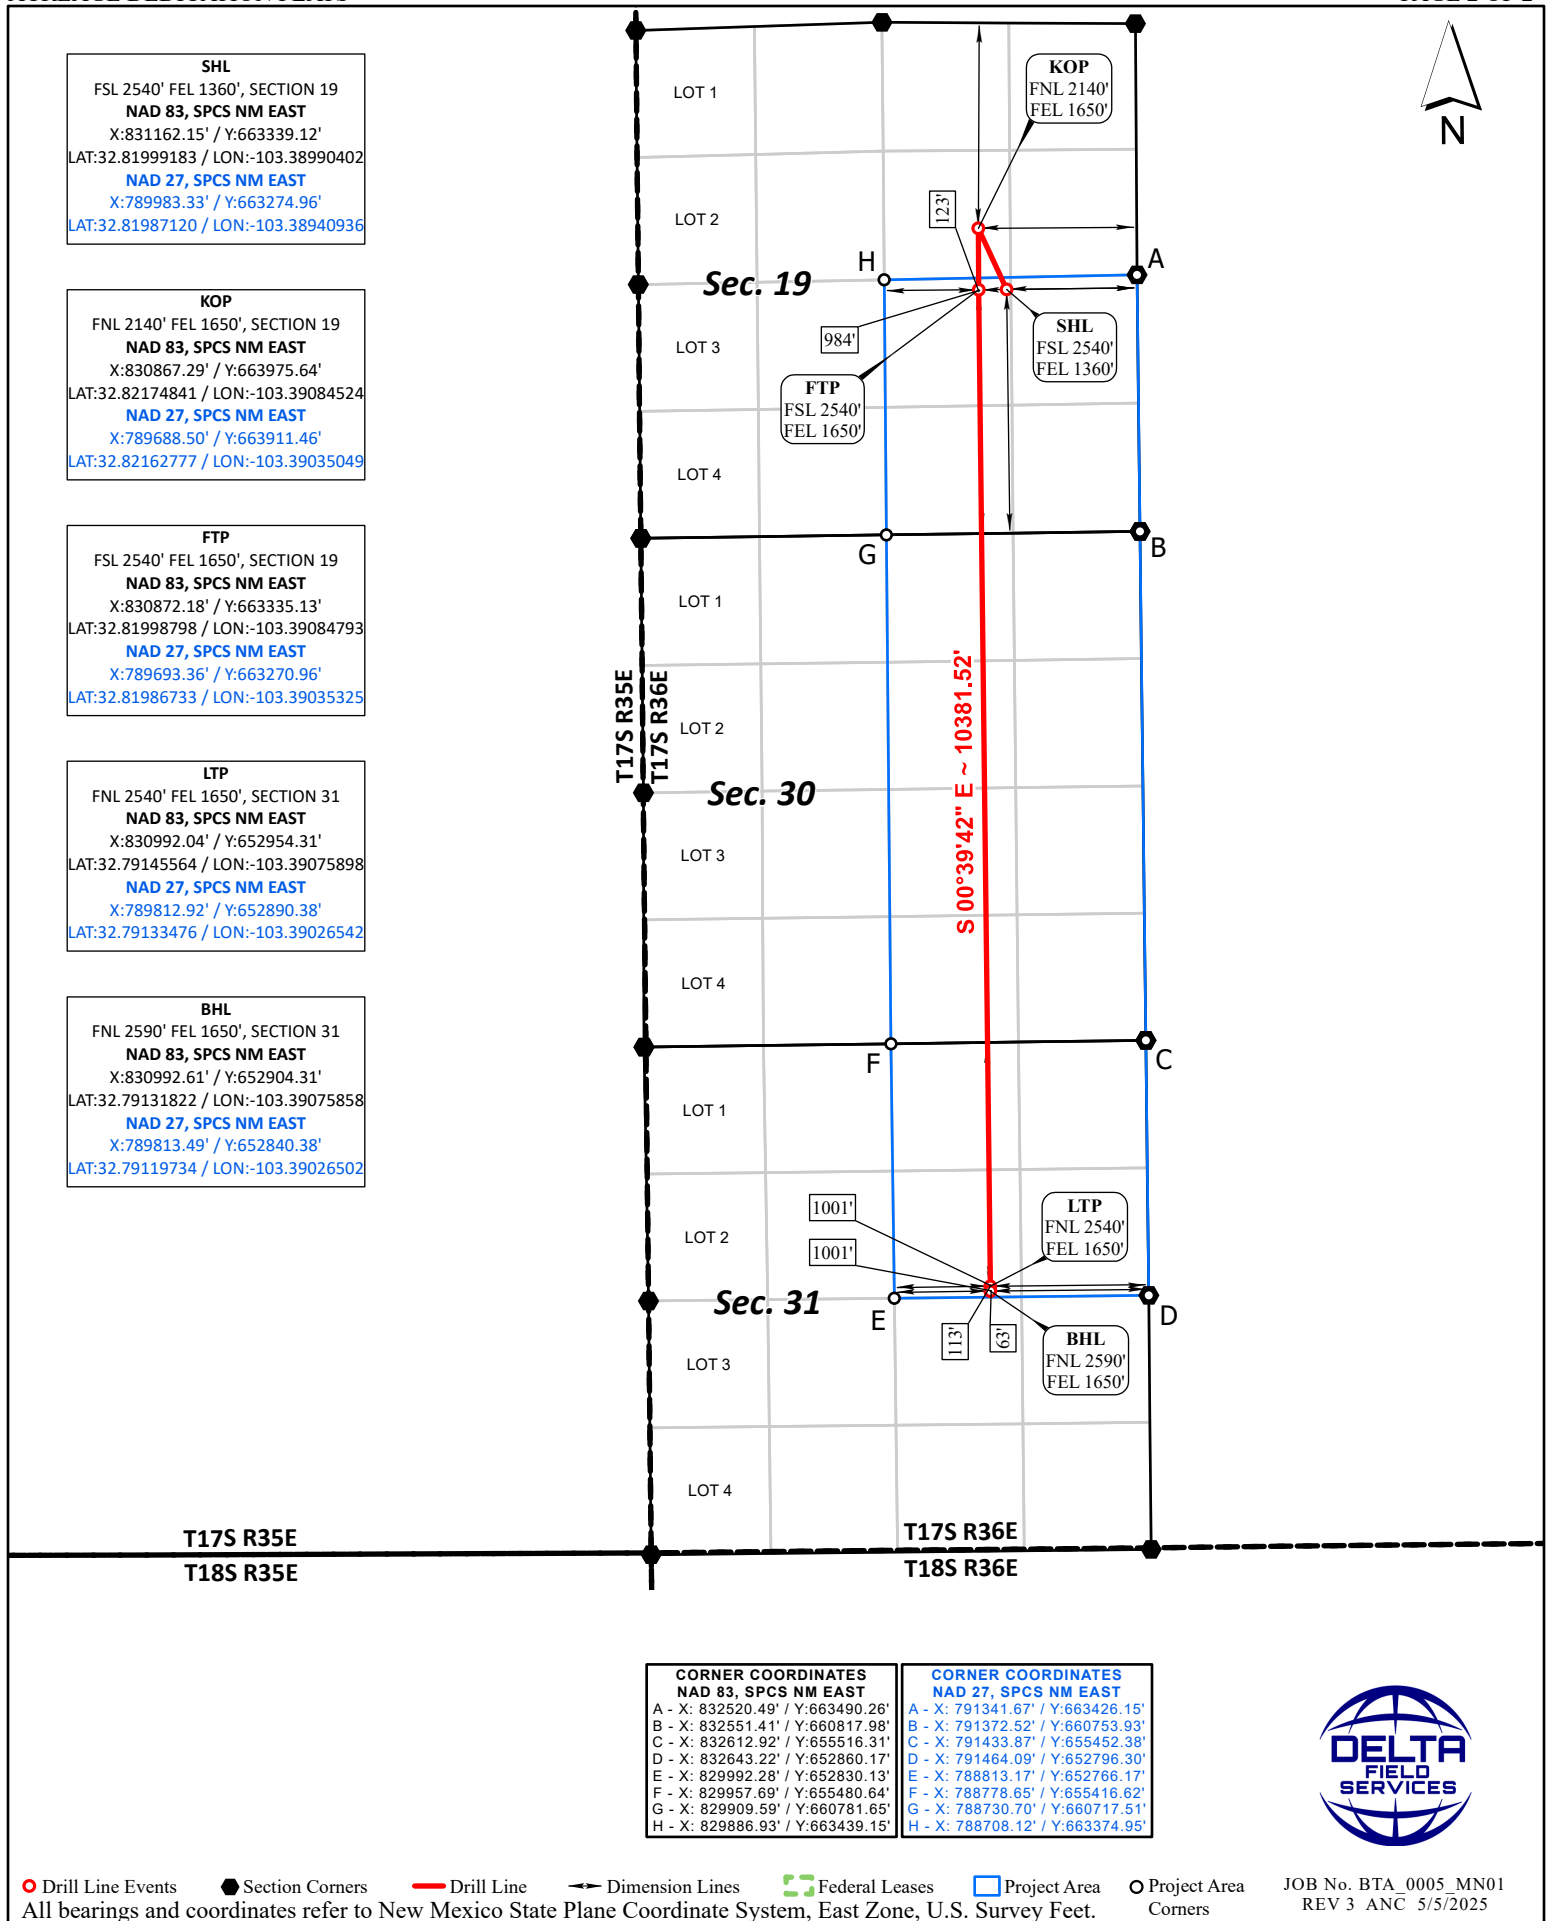 SHL
FSL 2540' FEL 1360', SECTION 19
NAD 83, SPCS NM EAST
X:831162.15' / Y:663339.12'
LAT:32.81999183 / LON:-103.38990402
NAD 27, SPCS NM EAST
X:789983.33' / Y:663274.96'
LAT:32.81987120 / LON:-103.38940936
KOP
FNL 2140' FEL 1650', SECTION 19
NAD 83, SPCS NM EAST
X:830867.29' / Y:663975.64'
LAT:32.82174841 / LON:-103.39084524
NAD 27, SPCS NM EAST
X:789688.50' / Y:663911.46'
LAT:32.82162777 / LON:-103.39035049
FTP
FSL 2540' FEL 1650', SECTION 19
NAD 83, SPCS NM EAST
X:830872.18' / Y:663335.13'
LAT:32.81998798 / LON:-103.39084793
NAD 27, SPCS NM EAST
X:789693.36' / Y:663270.96'
LAT:32.81986733 / LON:-103.39035325
LTP
FNL 2540' FEL 1650', SECTION 31
NAD 83, SPCS NM EAST
X:830992.04' / Y:652954.31'
LAT:32.79145564 / LON:-103.39075898
NAD 27, SPCS NM EAST
X:789812.92' / Y:652890.38'
LAT:32.79133476 / LON:-103.39026542
BHL
FNL 2590' FEL 1650', SECTION 31
NAD 83, SPCS NM EAST
X:830992.61' / Y:652904.31'
LAT:32.79131822 / LON:-103.39075858
NAD 27, SPCS NM EAST
X:789813.49' / Y:652840.38'
LAT:32.79119734 / LON:-103.39026502
N
LOT 1
KOP
FNL 2140'
FEL 1650'
LOT 2
123'
H
A
Sec. 19
984'
SHL
FSL 2540'
FEL 1360'
LOT 3
FTP
FSL 2540'
FEL 1650'
LOT 4
G
B
LOT 1
T17S R35E
T17S R36E
LOT 2
S 00°39'42" E ~ 10381.52'
Sec. 30
LOT 3
LOT 4
F
C
LOT 1
1001'
LTP
FNL 2540'
FEL 1650'
LOT 2
1001'
Sec. 31
E
D
113'
63'
BHL
FNL 2590'
FEL 1650'
LOT 3
LOT 4
T17S R35E
T17S R36E
T18S R35E
T18S R36E
CORNER COORDINATES
NAD 83, SPCS NM EAST
A - X: 832520.49' / Y:663490.26'
B - X: 832551.41' / Y:660817.98'
C - X: 832612.92' / Y:655516.31'
D - X: 832643.22' / Y:652860.17'
E - X: 829992.28' / Y:652830.13'
F - X: 829957.69' / Y:655480.64'
G - X: 829909.59' / Y:660781.65'
H - X: 829886.93' / Y:663439.15'
CORNER COORDINATES
NAD 27, SPCS NM EAST
A - X: 791341.67' / Y:663426.15'
B - X: 791372.52' / Y:660753.93'
C - X: 791433.87' / Y:655452.38'
D - X: 791464.09' / Y:652796.30'
E - X: 788813.17' / Y:652766.17'
F - X: 788778.65' / Y:655416.62'
G - X: 788730.70' / Y:660717.51'
H - X: 788708.12' / Y:663374.95'
DELTA
FIELD
SERVICES
Drill Line Events
Section Corners
Drill Line
Dimension Lines
Federal Leases
Project Area
Project Area
Corners
JOB No. BTA_0005_MN01
REV 3 ANC 5/5/2025
All bearings and coordinates refer to New Mexico State Plane Coordinate System, East Zone, U.S. Survey Feet.